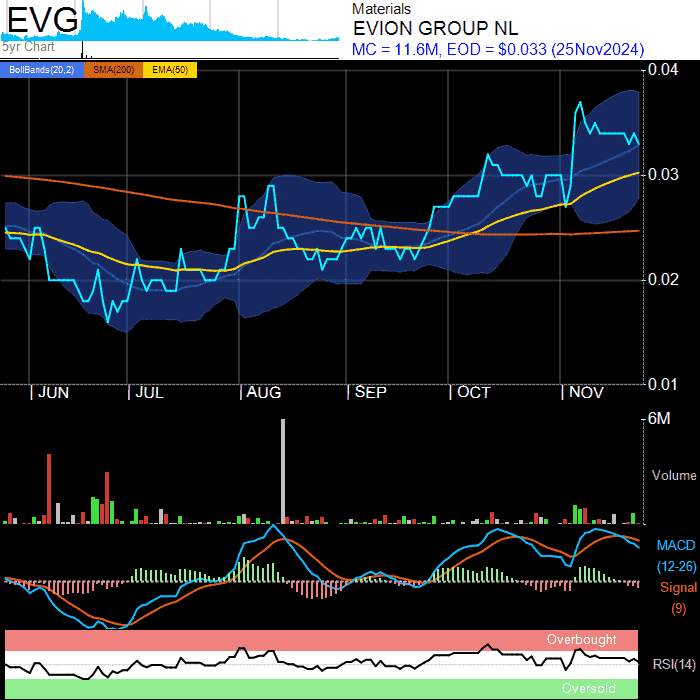 EVG
5yr Chart
Materials
EVION GROUP NL
MC = 11.6M, EOD = $0.033 (25Nov2024)
BollBands(20,2) SMA(200) EMA(50)
0.04
0.03
0.02
0.01
JUN JUL AUG SEP OCT NOV
6M
Volume
MACD
(12-26)
Signal
(9)
Overbought
RSI(14)
Oversold